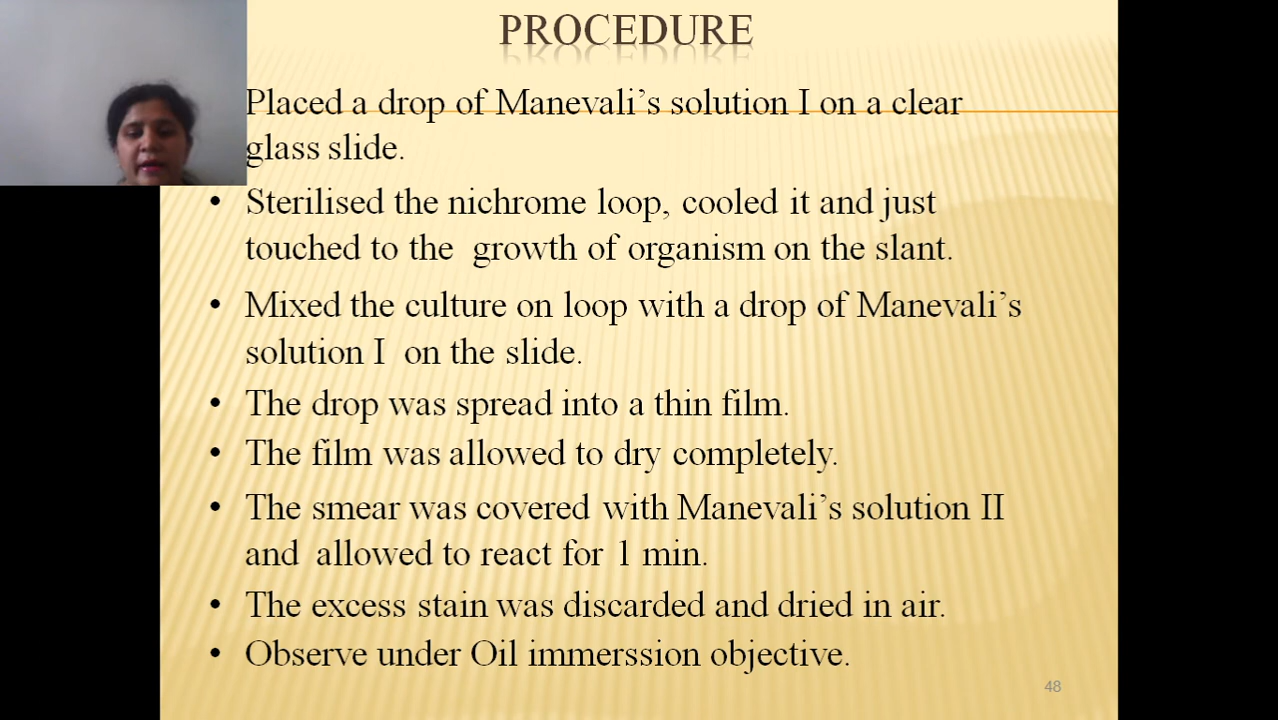 PROCEDURE
Placed a drop of Manevali’s solution I on a clear
glass slide.
• Sterilised the nichrome loop, cooled it and just
touched to the growth of organism on the slant.
• Mixed the culture on loop with a drop of Manevali’s
solution I on the slide.
• The drop was spread into a thin film.
• The film was allowed to dry completely.
• The smear was covered with Manevali’s solution II
and allowed to react for 1 min.
• The excess stain was discarded and dried in air.
• Observe under Oil immerssion objective.
48